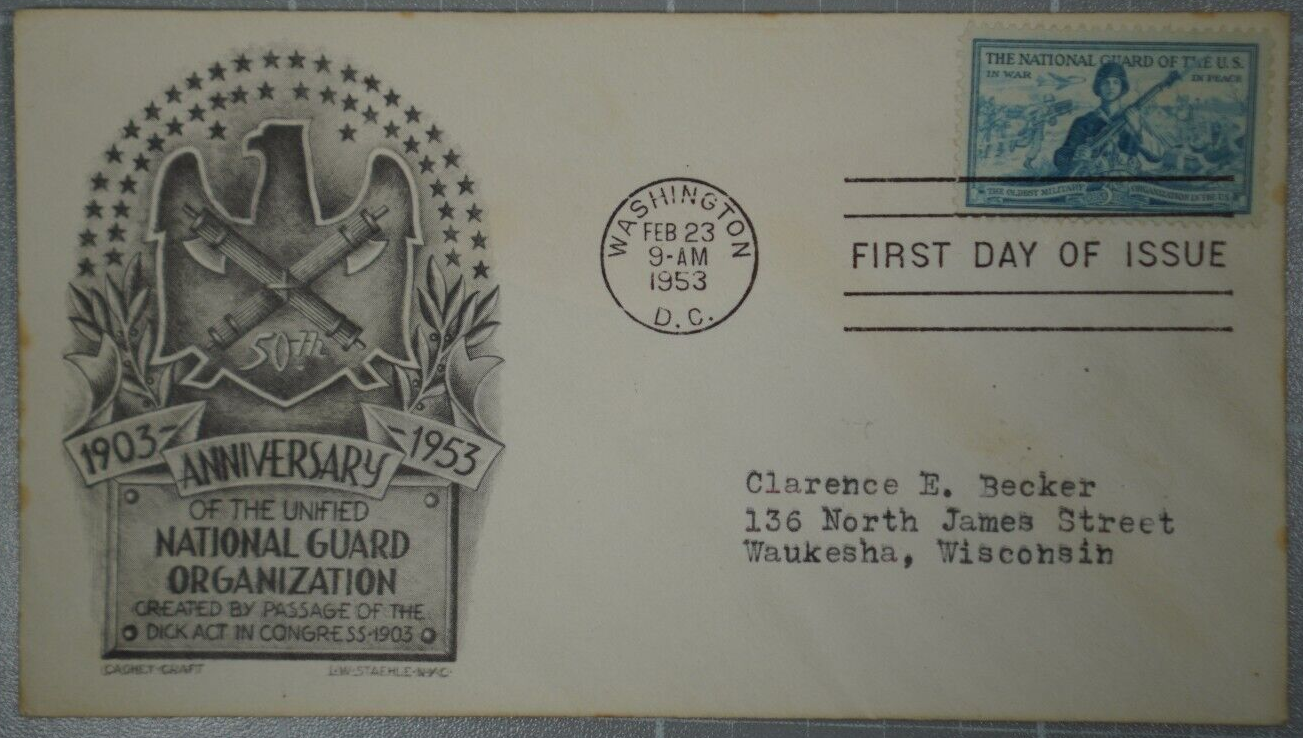 THE NATIONAL GUARD OF THE U.S.
IN WAR
IN PEACE
THE OLDEST MILITARY ORGANIZATION IN THE U.S.
3¢
WASHINGTON
FEB 23
9-AM
1953
D.C.
FIRST DAY OF ISSUE
50TH
1903-
-1953
ANNIVERSARY
OF THE UNIFIED
NATIONAL GUARD
ORGANIZATION
CREATED BY PASSAGE OF THE
DICK ACT IN CONGRESS-1903
CACHET CRAFT
L.W. STAEHLE-N.Y.C.
Clarence E. Becker
136 North James Street
Waukesha, Wisconsin